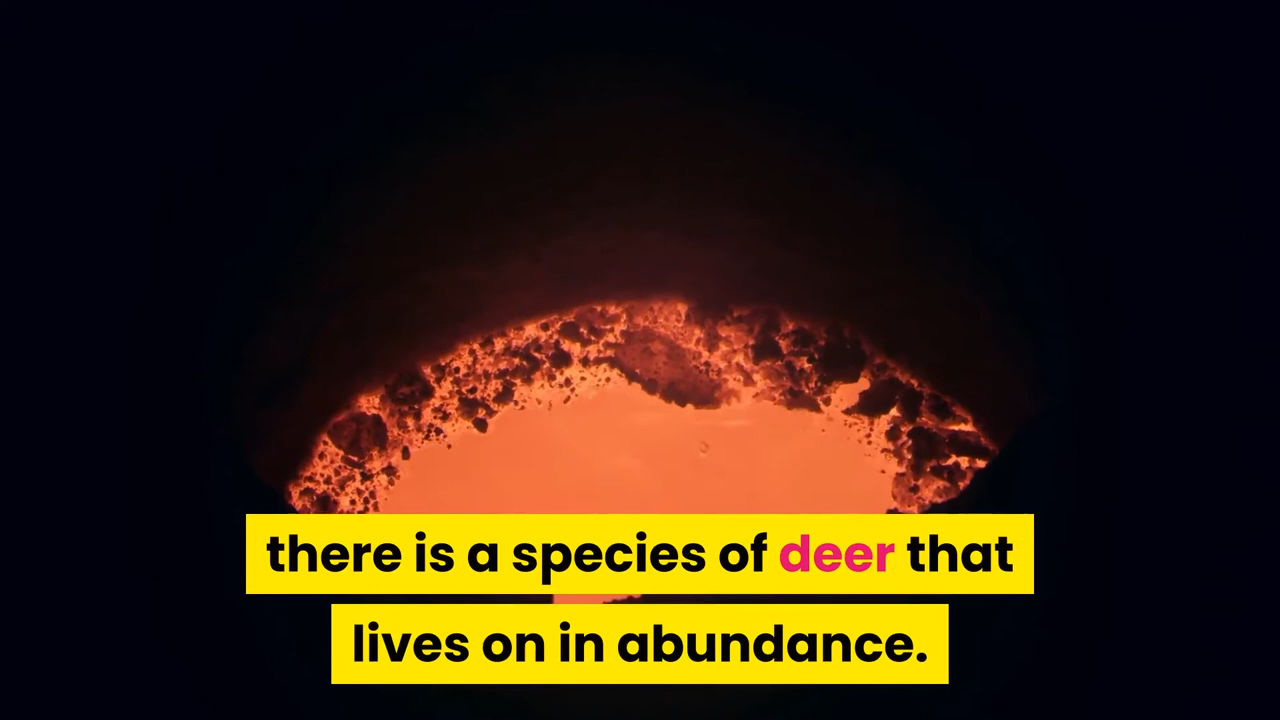 there is a species of deer that
lives on in abundance.